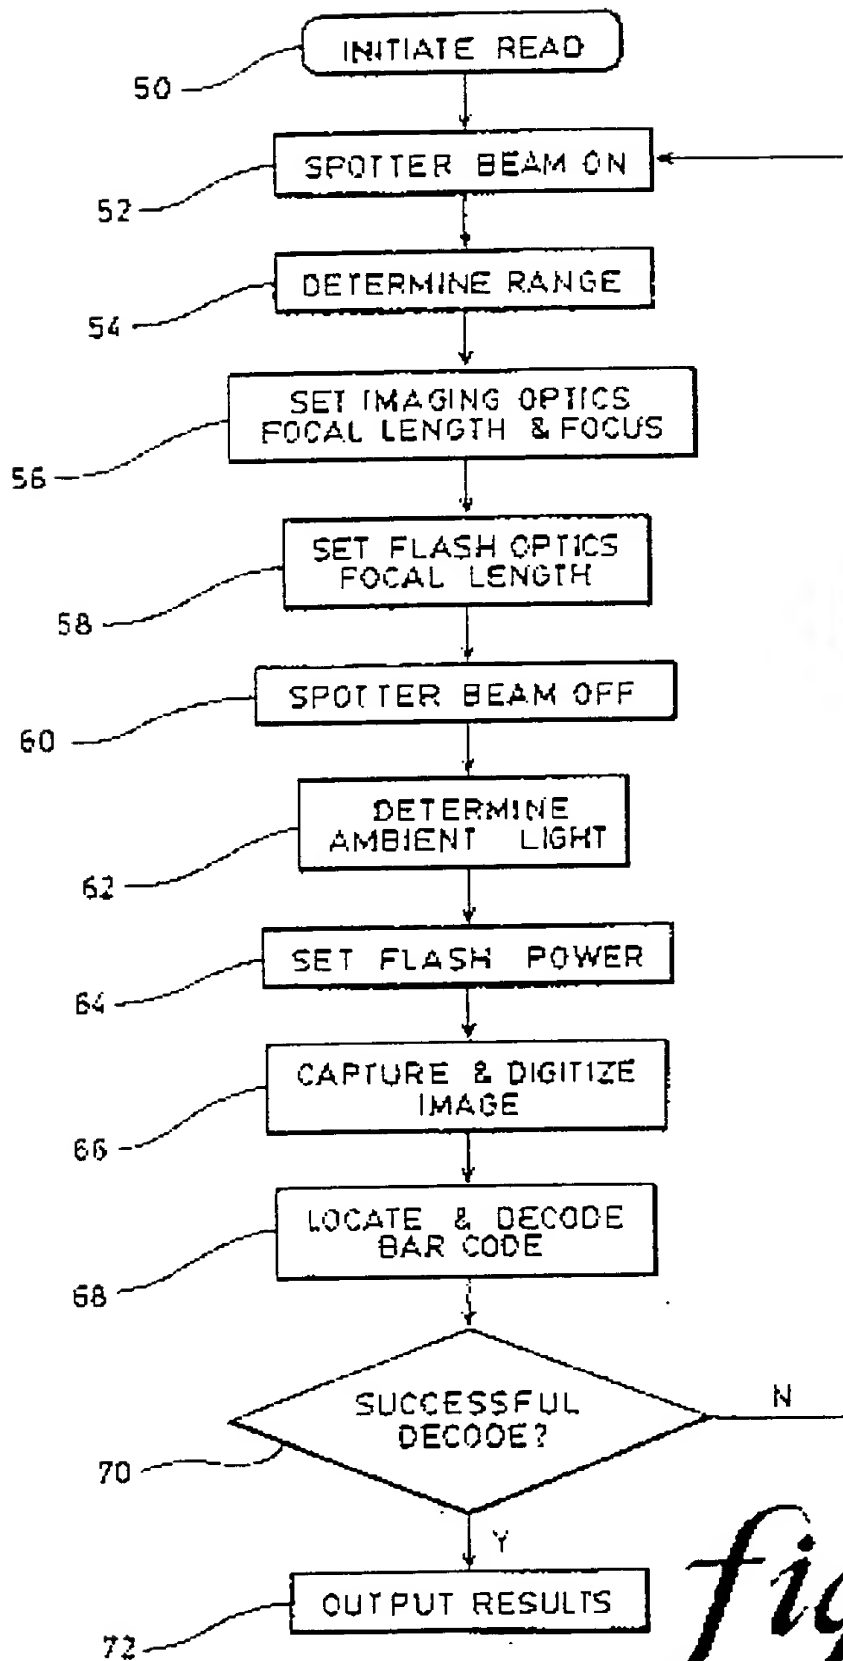 INITIATE READ
50
SPOTTER BEAM ON
52
DETERMINE RANGE
54
SET IMAGING OPTICS
FOCAL LENGTH & FOCUS
56
SET FLASH OPTICS
FOCAL LENGTH
58
SPOTTER BEAM OFF
60
DETERMINE
AMBIENT LIGHT
62
SET FLASH POWER
64
CAPTURE & DIGITIZE
IMAGE
66
LOCATE & DECODE
BAR CODE
68
SUCCESSFUL
DECODE?
N
70
Y
OUTPUT RESULTS
72
fig